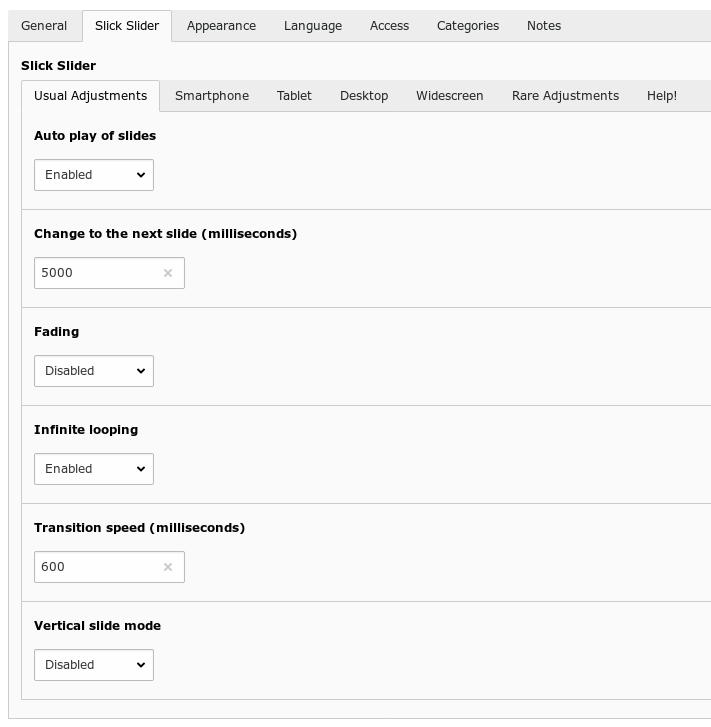 General Slick Slider Appearance Language Access Categories Notes
Slick Slider
Usual Adjustments Smartphone Tablet Desktop Widescreen Rare Adjustments Help!
Auto play of slides
Enabled
Change to the next slide (milliseconds)
5000 ×
Fading
Disabled
Infinite looping
Enabled
Transition speed (milliseconds)
600 ×
Vertical slide mode
Disabled